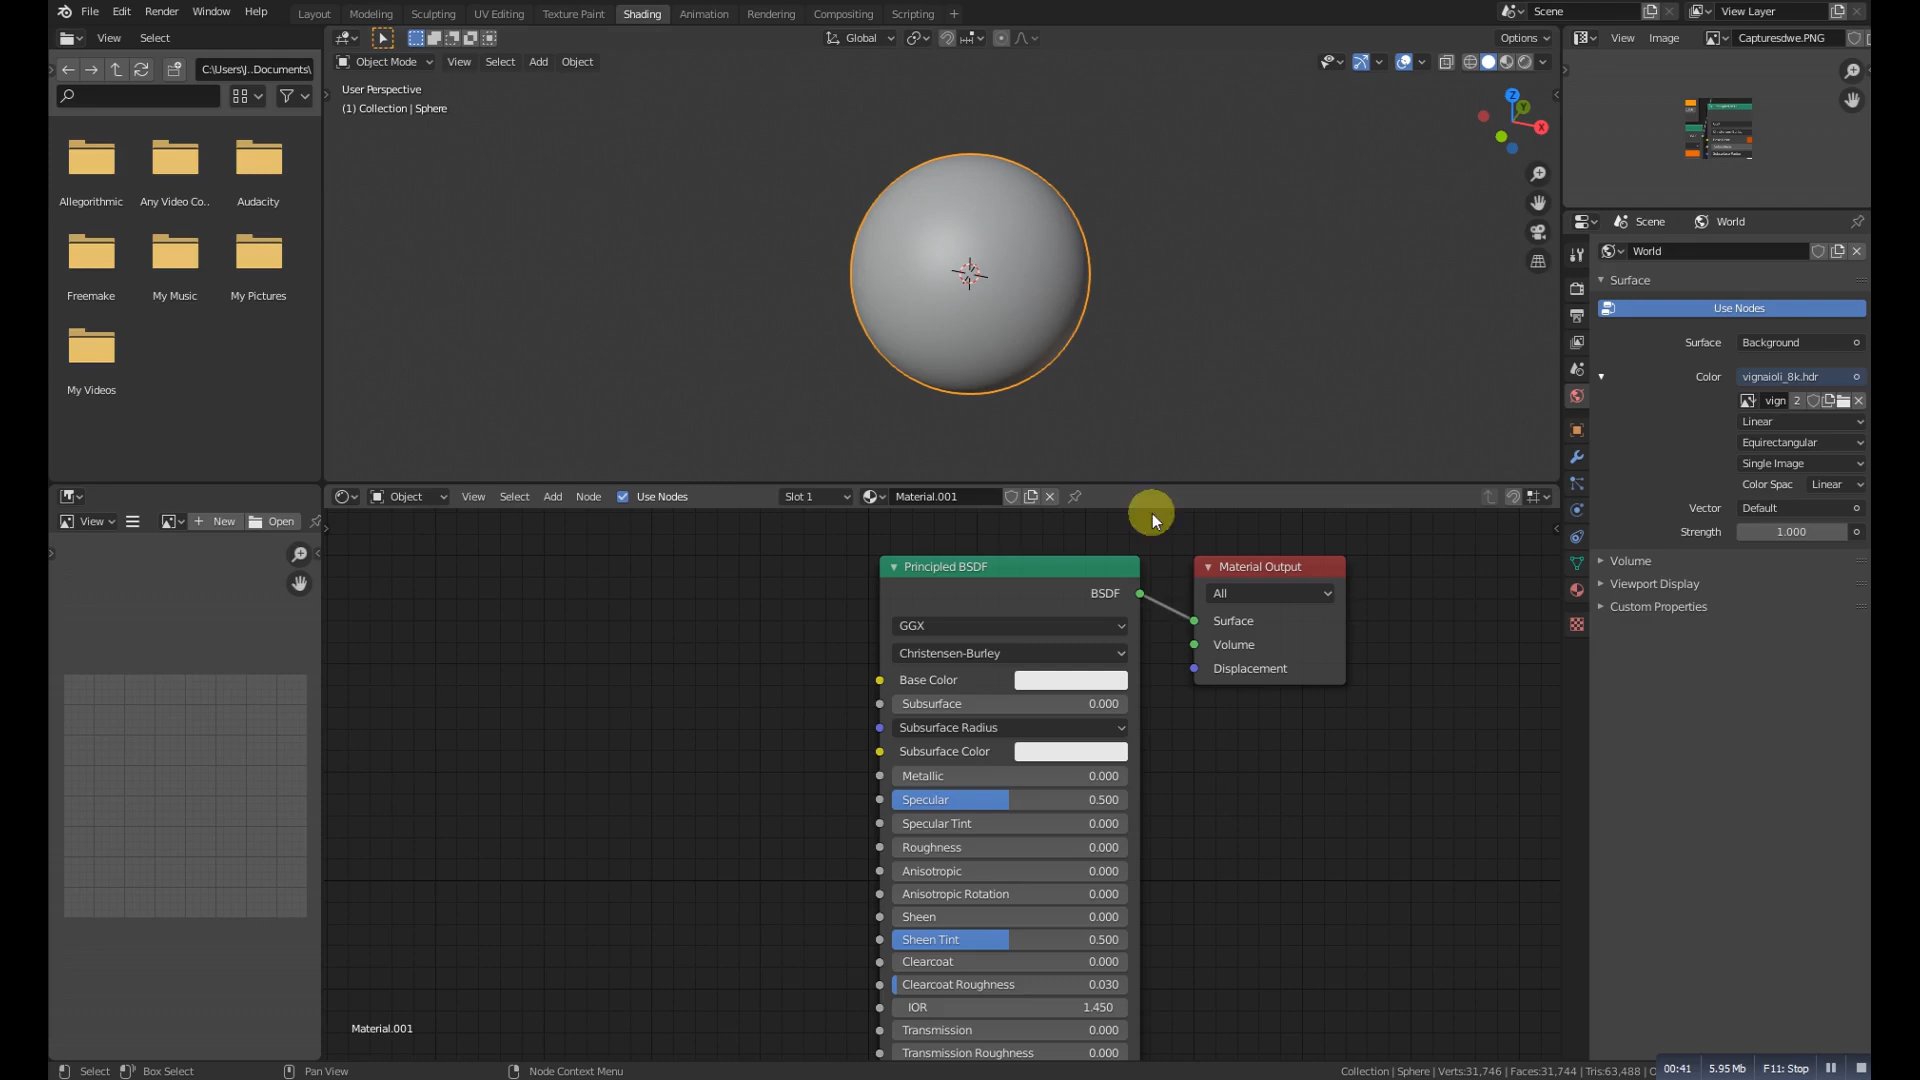 File Edit Render Window Help
Layout Modeling Sculpting UV Editing Texture Paint Shading Animation Rendering Compositing Scripting +
Scene
View Layer
View Select
C:\Users\J..Documents\
Allegorithmic Any Video Co.. Audacity
Freemake My Music My Pictures
My Videos
Global
Options
Object Mode View Select Add Object
User Perspective
(1) Collection | Sphere
Z
Y
X
View Image Capturesdwe.PNG
Scene World
World
Surface
Use Nodes
Surface Background
Color vignaioli_8k.hdr
vign 2
Linear
Equirectangular
Single Image
Color Spac Linear
Vector Default
Strength 1.000
Volume
Viewport Display
Custom Properties
View New Open
Object View Select Add Node Use Nodes Slot 1 Material.001
Principled BSDF
BSDF
GGX
Christensen-Burley
Base Color
Subsurface 0.000
Subsurface Radius
Subsurface Color
Metallic 0.000
Specular 0.500
Specular Tint 0.000
Roughness 0.000
Anisotropic 0.000
Anisotropic Rotation 0.000
Sheen 0.000
Sheen Tint 0.500
Clearcoat 0.000
Clearcoat Roughness 0.030
IOR 1.450
Transmission 0.000
Transmission Roughness 0.000
Material Output
All
Surface
Volume
Displacement
Material.001
Select Box Select Pan View Node Context Menu
Collection | Sphere | Verts:31,746 | Faces:31,744 | Tris:63,488 | O
00:41 5.95 Mb F11: Stop